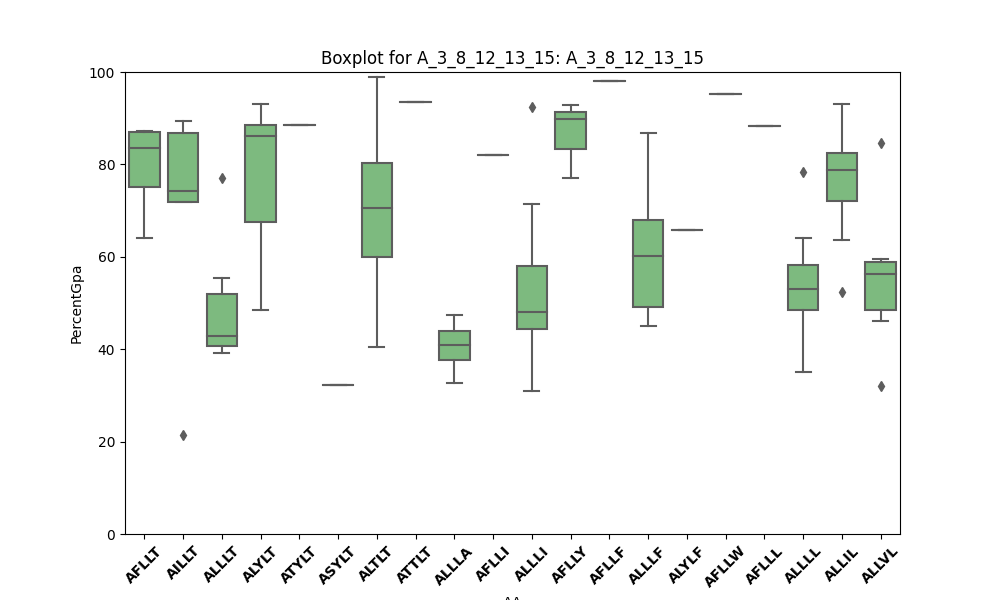 Boxplot for A_3_8_12_13_15: A_3_8_12_13_15
PercentGpa
100
80
60
40
20
0
AFLLT AILLT ALLLT ALYLT ATYLT ASYLT ALTLT ATTLT ALLLA AFLLI ALLLI AFLLY AFLLF ALLLF ALYLF AFLLW AFLLL ALLLL ALLIL ALLVL